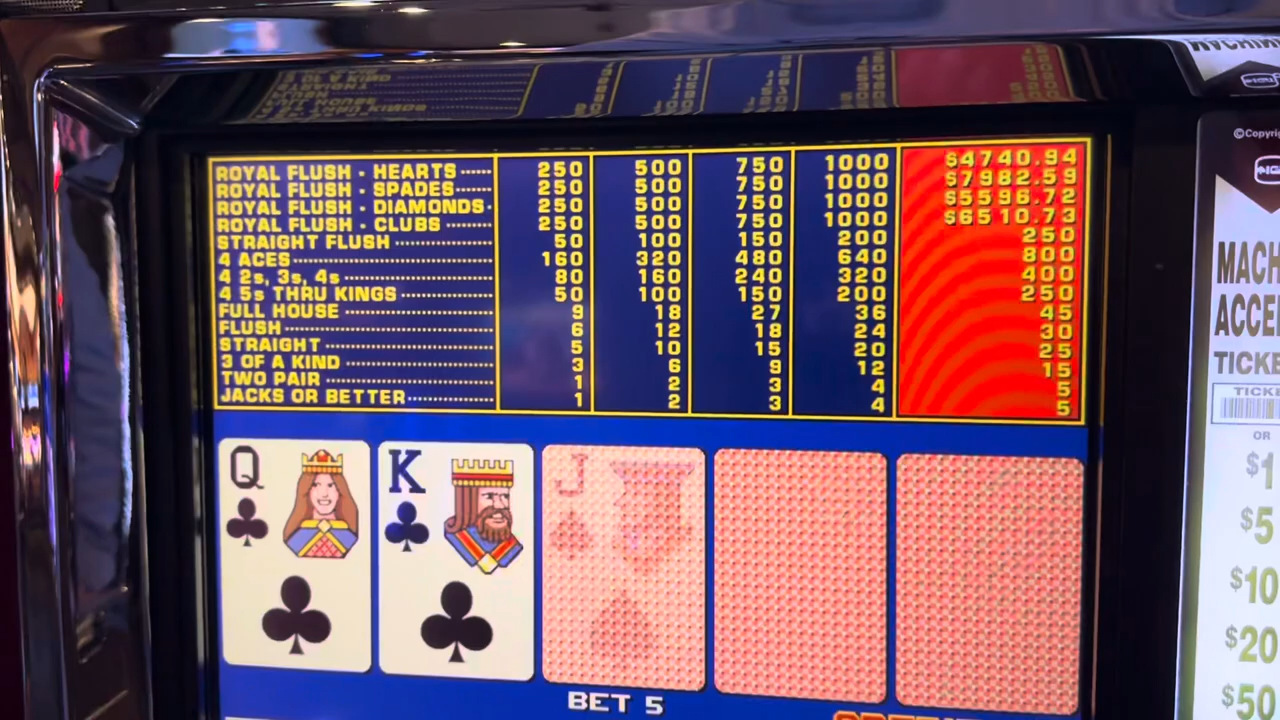 ROYAL FLUSH - HEARTS 250 500 750 1000 $4740.94
ROYAL FLUSH - SPADES 250 500 750 1000 $7982.59
ROYAL FLUSH - DIAMONDS 250 500 750 1000 $5596.72
ROYAL FLUSH - CLUBS 250 500 750 1000 $6510.73
STRAIGHT FLUSH 50 100 150 200 250
4 ACES 160 320 480 640 800
4 2s, 3s, 4s 80 160 240 320 400
4 5s THRU KINGS 50 100 150 200 250
FULL HOUSE 9 18 27 36 45
FLUSH 6 12 18 24 30
STRAIGHT 5 10 15 20 25
3 OF A KIND 3 6 9 12 15
TWO PAIR 1 2 3 4 5
JACKS OR BETTER 1 2 3 4 5
Q K J
BET 5
MACH
ACCE
TICKE
TICKE
OR
$1
$5
$10
$20
$50